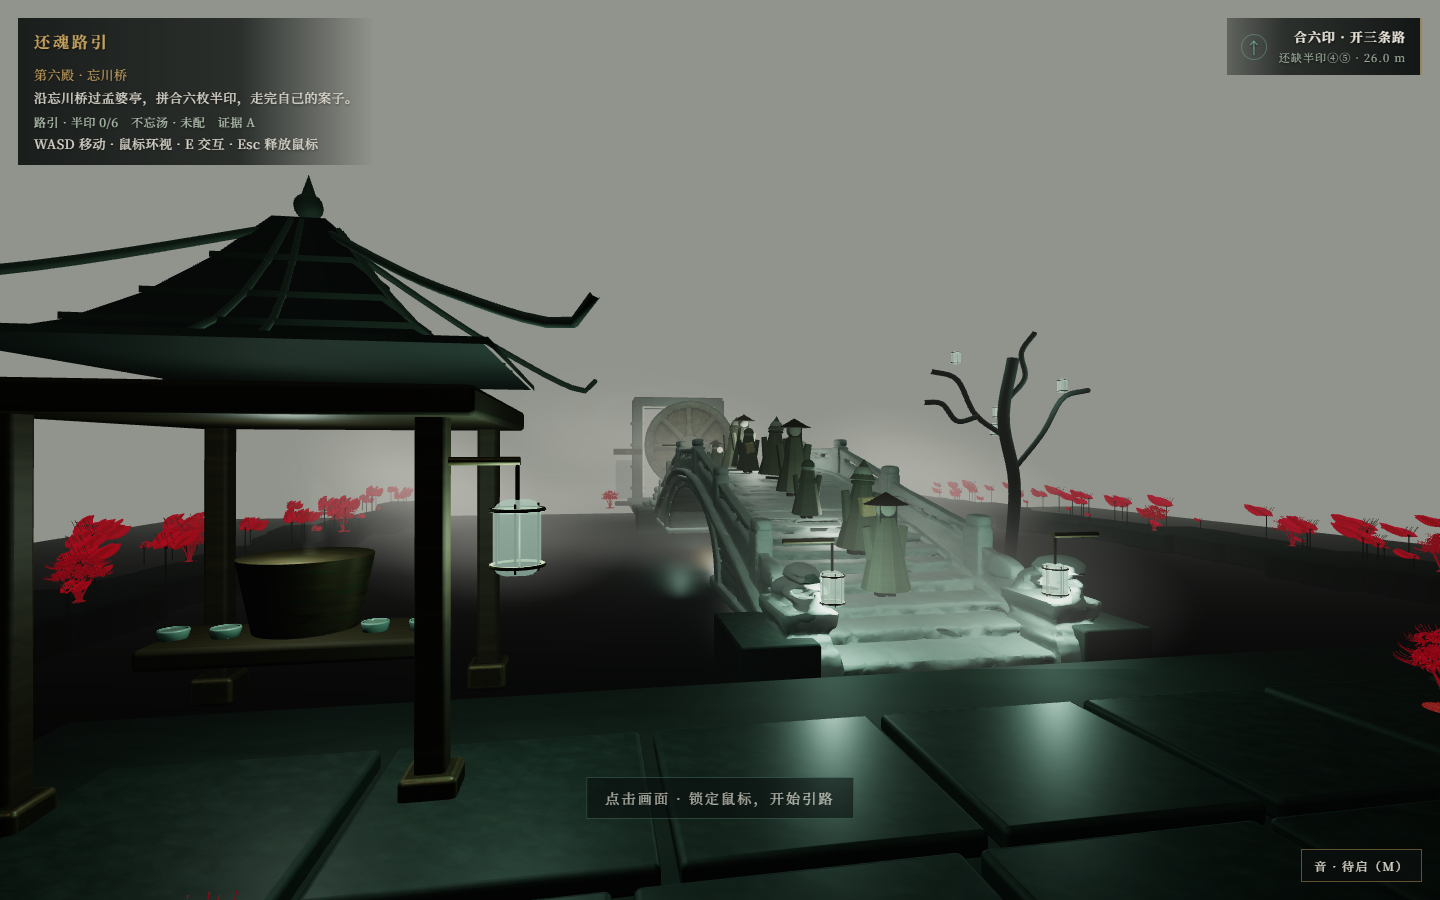 还魂路引
第六殿 · 忘川桥
沿忘川桥过孟婆亭，拼合六枚半印，走完自己的案子。
路引 · 半印 0/6 不忘汤 · 未配 证据 A
WASD 移动 · 鼠标环视 · E 交互 · Esc 释放鼠标
合六印 · 开三条路
还缺半印④⑤ · 26.0 m
点击画面 · 锁定鼠标，开始引路
音 · 待启（M）